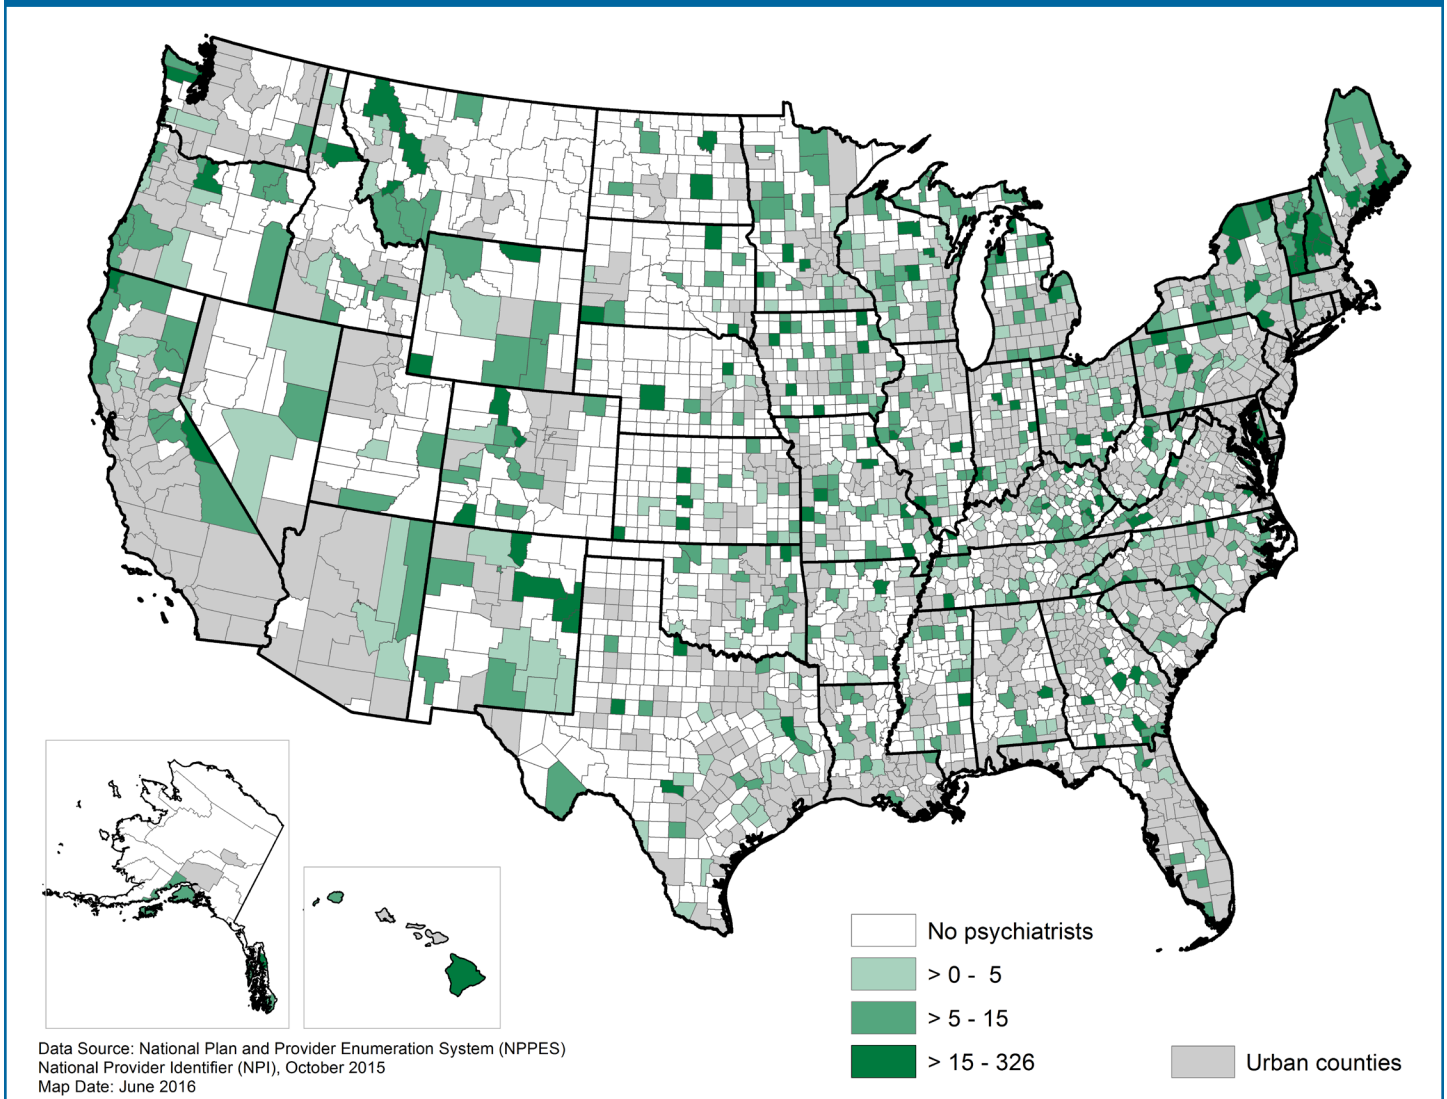 No psychiatrists
> 0 - 5
> 5 - 15
> 15 - 326
Urban counties
Data Source: National Plan and Provider Enumeration System (NPPES)
National Provider Identifier (NPI), October 2015
Map Date: June 2016